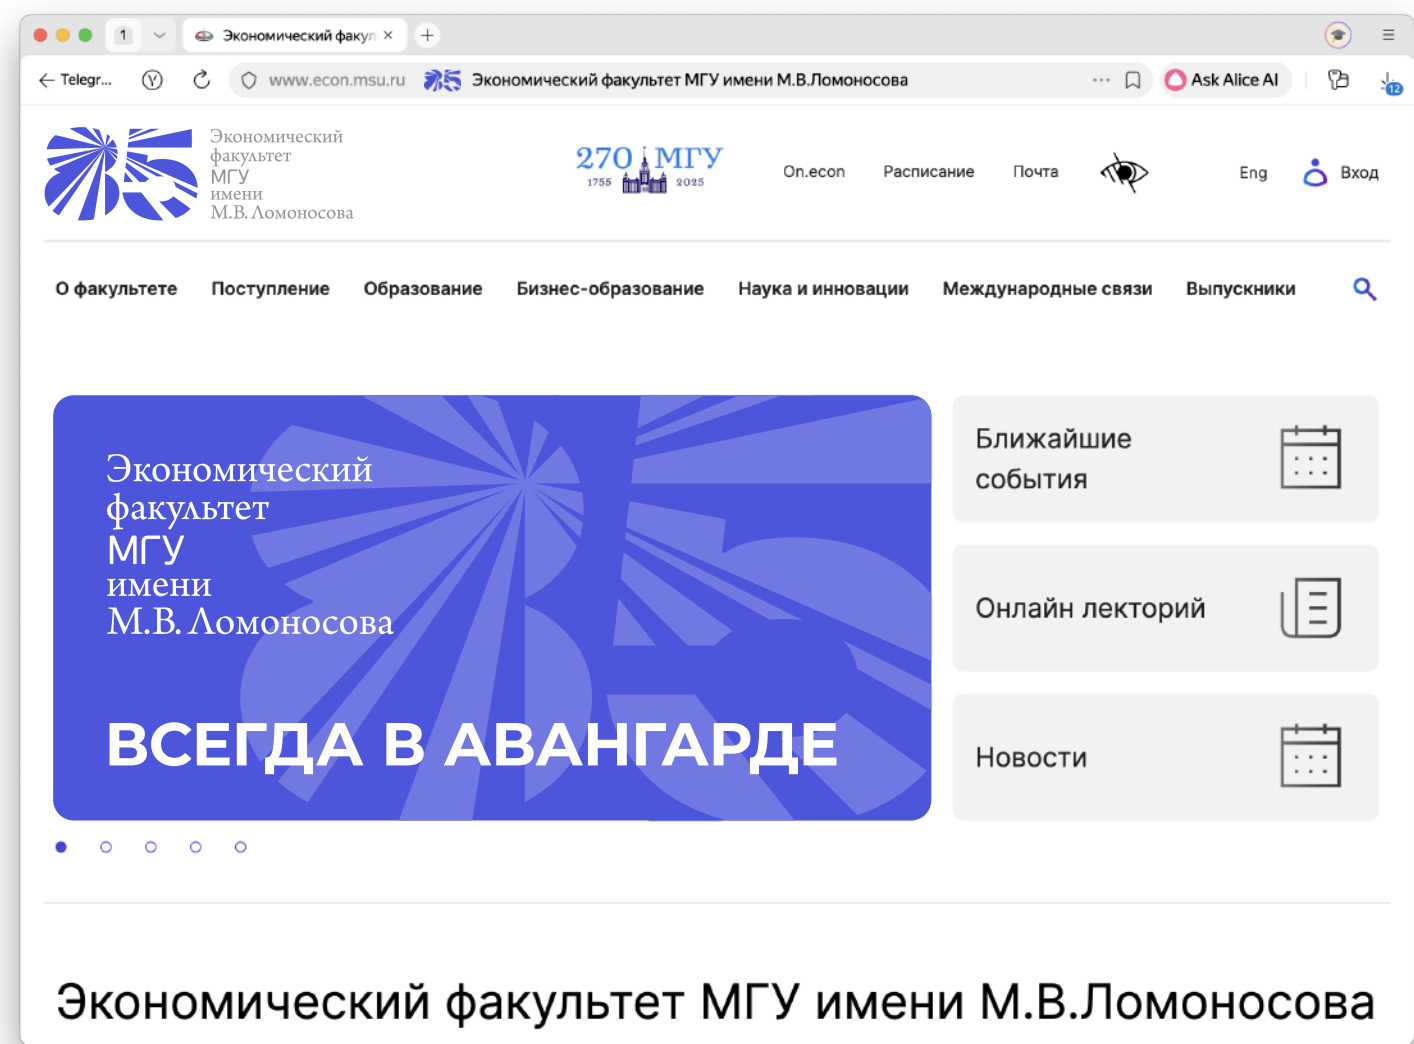 1
Экономический факул
Telegr...
www.econ.msu.ru
Экономический факультет МГУ имени М.В.Ломоносова
Ask Alice AI
12
Экономический
факультет
МГУ
имени
М.В. Ломоносова
270 МГУ
1755 2025
On.econ
Расписание
Почта
Eng
Вход
О факультете
Поступление
Образование
Бизнес-образование
Наука и инновации
Международные связи
Выпускники
Экономический
факультет
МГУ
имени
М.В. Ломоносова
ВСЕГДА В АВАНГАРДЕ
Ближайшие
события
Онлайн лекторий
Новости
Экономический факультет МГУ имени М.В.Ломоносова